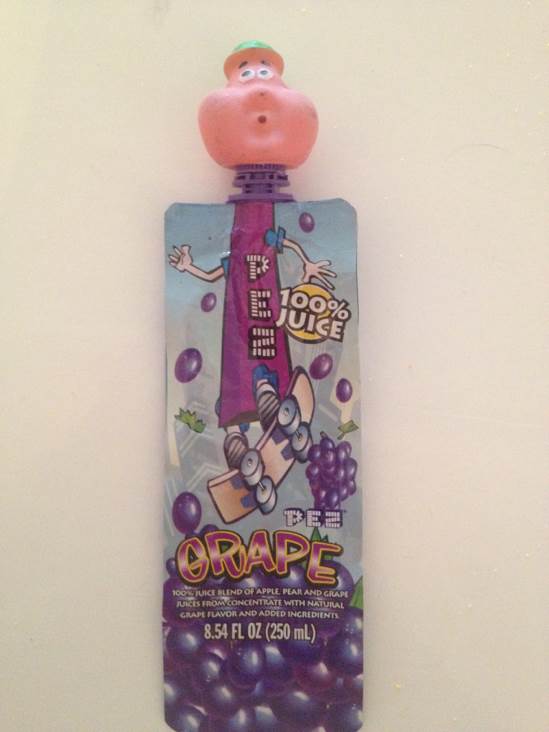 PEZ
100%
JUICE
PEZ
GRAPE
100% JUICE BLEND OF APPLE, PEAR AND GRAPE
JUICES FROM CONCENTRATE WITH NATURAL
GRAPE FLAVOR AND ADDED INGREDIENTS
8.54 FL OZ (250 mL)